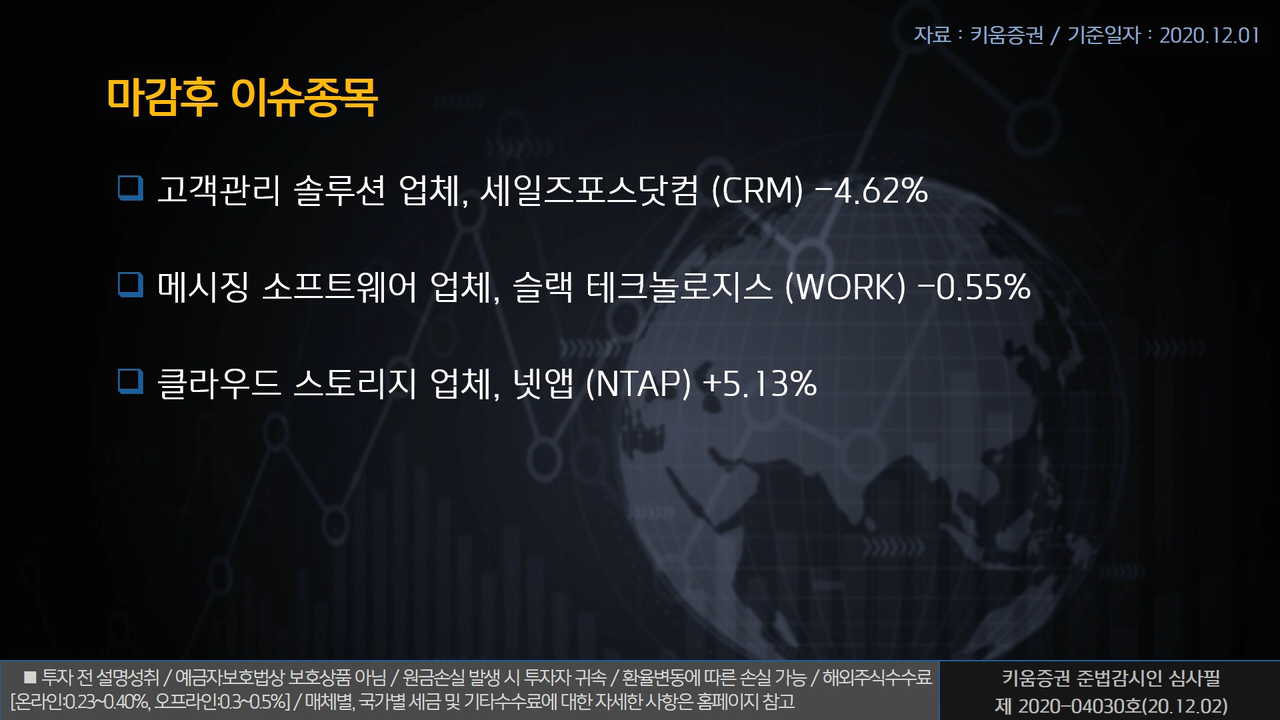 자료 : 키움증권 / 기준일자 : 2020.12.01
마감후 이슈종목
❏ 고객관리 솔루션 업체, 세일즈포스닷컴 (CRM) -4.62%
❏ 메시징 소프트웨어 업체, 슬랙 테크놀로지스 (WORK) -0.55%
❏ 클라우드 스토리지 업체, 넷앱 (NTAP) +5.13%
■ 투자 전 설명성취 / 예금자보호법상 보호상품 아님 / 원금손실 발생 시 투자자 귀속 / 환율변동에 따른 손실 가능 / 해외주식수수료
[온라인:0.23~0.40%, 오프라인:0.3~0.5%] / 매체별, 국가별 세금 및 기타수수료에 대한 자세한 사항은 홈페이지 참고
키움증권 준법감시인 심사필
제 2020-04030호(20.12.02)